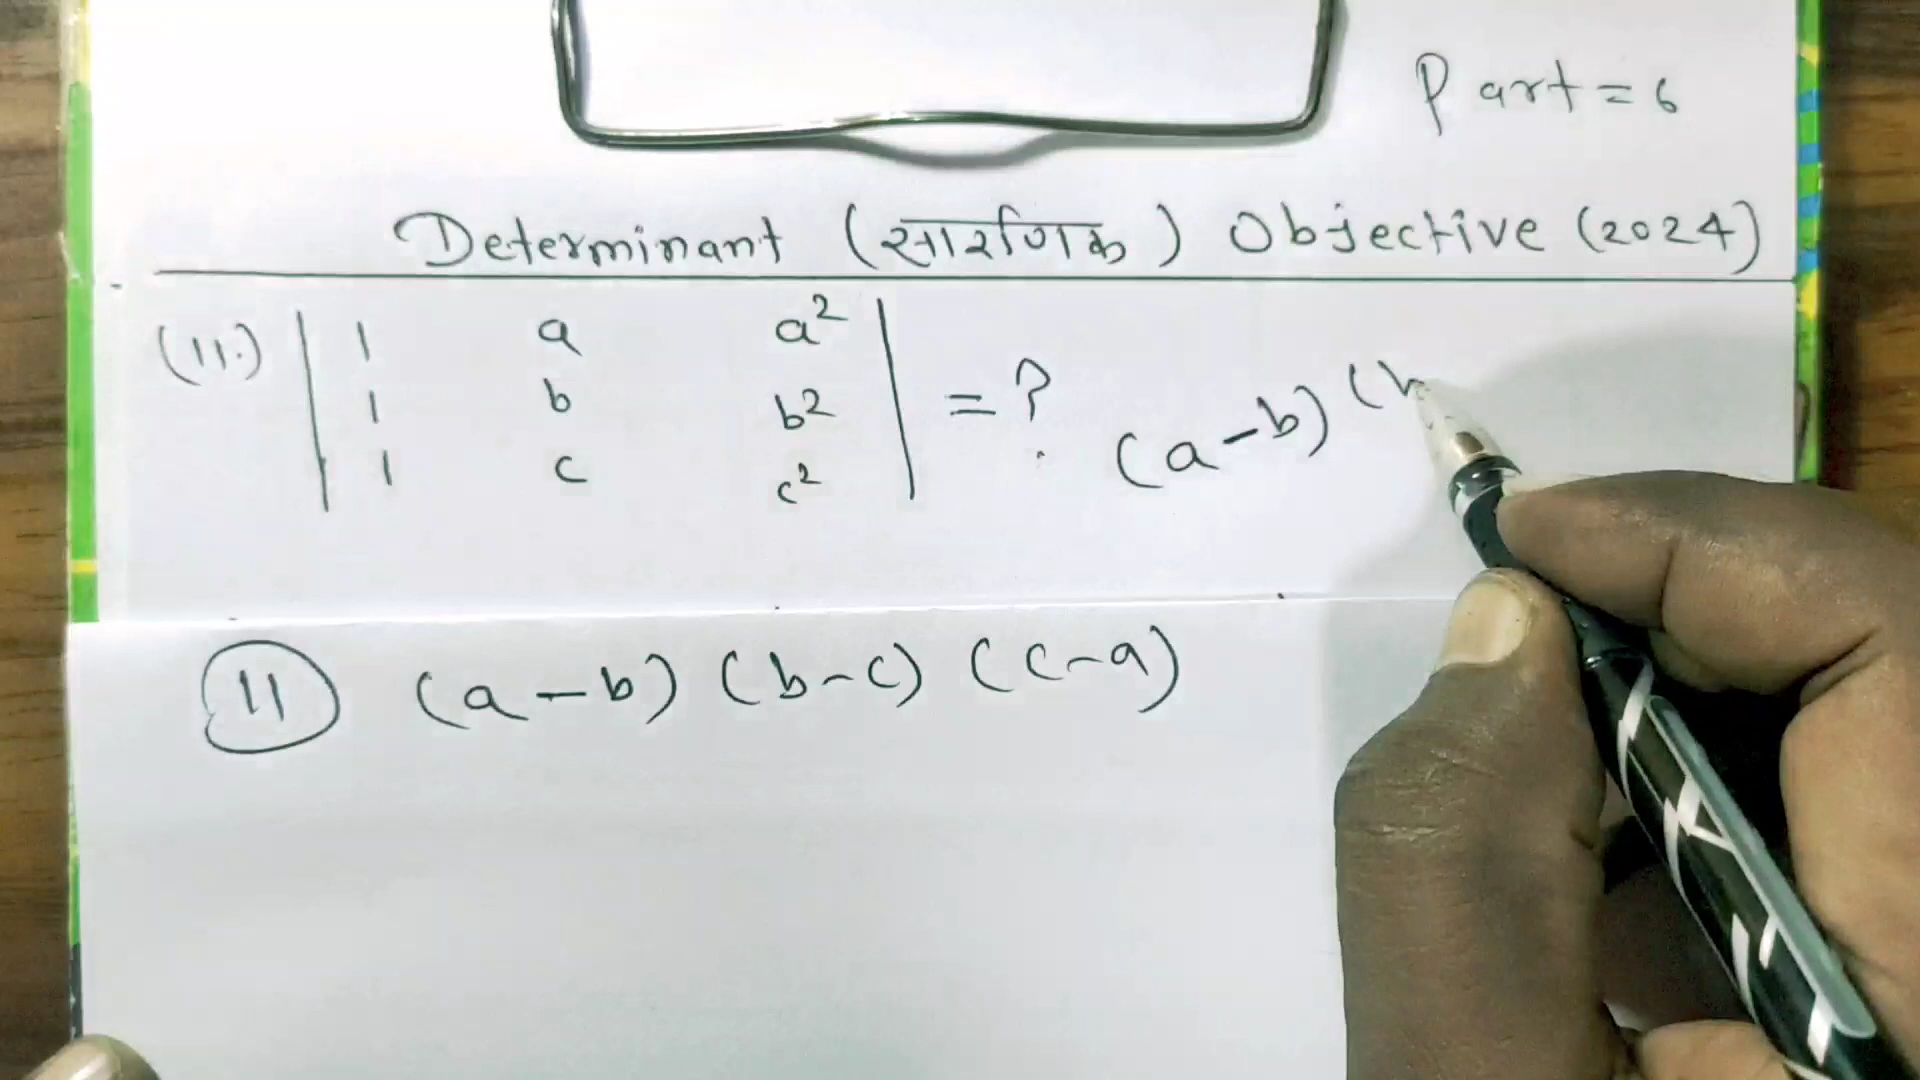 Part = 6
Determinant (सारणिक) Objective (2024)
(11.) | 1 a a² |
| 1 b b² | = ? (a-b) (b
| 1 c c² |
11 (a-b) (b-c) (c-a)